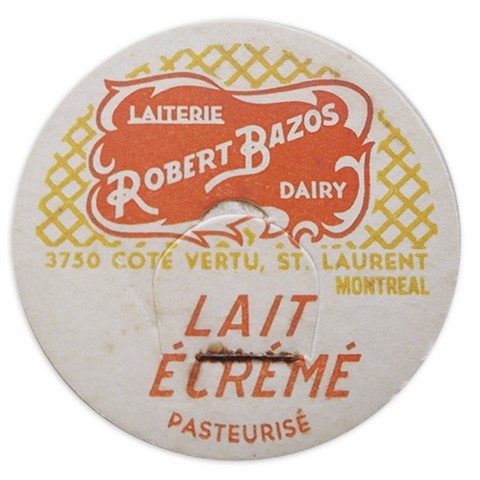 LAITERIE
ROBERT BAZOS
DAIRY
3750 COTE VERTU, ST. LAURENT
MONTREAL
LAIT
ÉCRÉMÉ
PASTEURISÉ